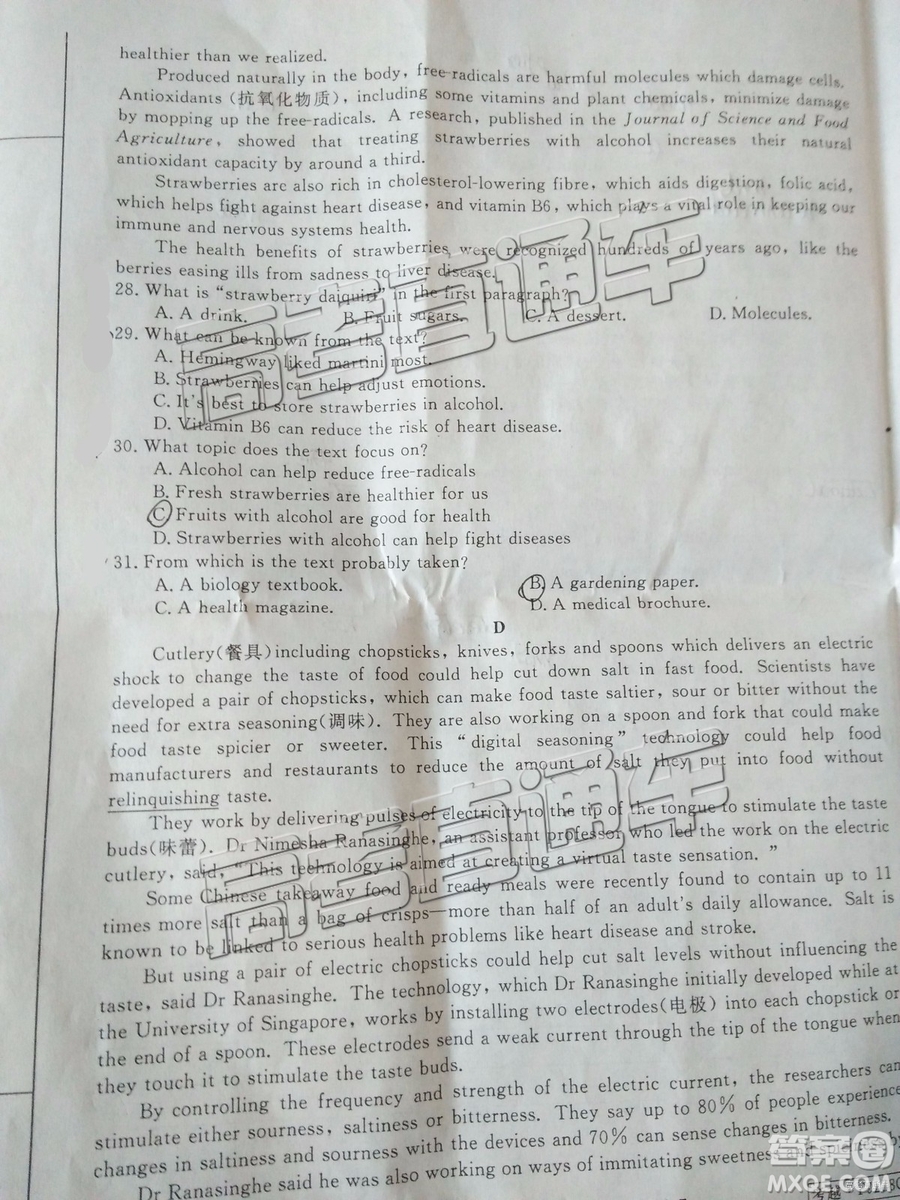 healthier than we realized.
Produced naturally in the body, free-radicals are harmful molecules which damage cells.
Antioxidants (抗氧化物质), including some vitamins and plant chemicals, minimize damage
by mopping up the free-radicals. A research, published in the Journal of Science and Food
Agriculture, showed that treating strawberries with alcohol increases their natural
antioxidant capacity by around a third.
Strawberries are also rich in cholesterol-lowering fibre, which aids digestion, folic acid,
which helps fight against heart disease, and vitamin B6, which plays a vital role in keeping our
immune and nervous systems health.
The health benefits of strawberries were recognized hundreds of years ago, like the
berries easing ills from sadness to liver disease.
28. What is "strawberry daiquiri" in the first paragraph?
A. A drink. B. Fruit sugars. C. A dessert. D. Molecules.
29. What can be known from the text?
A. Hemingway liked martini most.
B. Strawberries can help adjust emotions.
C. It's best to store strawberries in alcohol.
D. Vitamin B6 can reduce the risk of heart disease.
30. What topic does the text focus on?
A. Alcohol can help reduce free-radicals
B. Fresh strawberries are healthier for us
C. Fruits with alcohol are good for health
D. Strawberries with alcohol can help fight diseases
31. From which is the text probably taken?
A. A biology textbook. B. A gardening paper.
C. A health magazine. D. A medical brochure.
D
Cutlery(餐具)including chopsticks, knives, forks and spoons which delivers an electric
shock to change the taste of food could help cut down salt in fast food. Scientists have
developed a pair of chopsticks, which can make food taste saltier, sour or bitter without the
need for extra seasoning(调味). They are also working on a spoon and fork that could make
food taste spicier or sweeter. This "digital seasoning" technology could help food
manufacturers and restaurants to reduce the amount of salt they put into food without
relinquishing taste.
They work by delivering pulses of electricity to the tip of the tongue to stimulate the taste
buds(味蕾). Dr Nimesha Ranasinghe, an assistant professor who led the work on the electric
cutlery, said, "This technology is aimed at creating a virtual taste sensation. "
Some Chinese takeaway food and ready meals were recently found to contain up to 11
times more salt than a bag of crisps—more than half of an adult's daily allowance. Salt is
known to be linked to serious health problems like heart disease and stroke.
But using a pair of electric chopsticks could help cut salt levels without influencing the
taste, said Dr Ranasinghe. The technology, which Dr Ranasinghe initially developed while at
the University of Singapore, works by installing two electrodes(电极) into each chopstick or
the end of a spoon. These electrodes send a weak current through the tip of the tongue when
they touch it to stimulate the taste buds.
By controlling the frequency and strength of the electric current, the researchers can
stimulate either sourness, saltiness or bitterness. They say up to 80% of people experience
changes in saltiness and sourness with the devices and 70% can sense changes in bitterness.
Dr Ranasinghe said he was also working on ways of immitating sweetness
高考直通车
高考直通车
答案圈
MXQE.COM